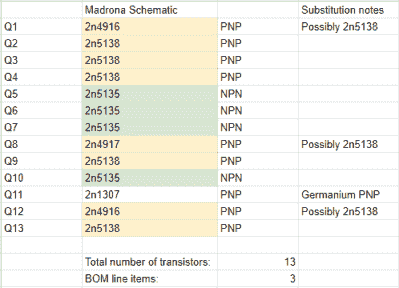 Madrona Schematic Substitution notes
Q1 2n4916 PNP Possibly 2n5138
Q2 2n5138 PNP
Q3 2n5138 PNP
Q4 2n5138 PNP
Q5 2n5135 NPN
Q6 2n5135 NPN
Q7 2n5135 NPN
Q8 2n4917 PNP Possibly 2n5138
Q9 2n5138 PNP
Q10 2n5135 NPN
Q11 2n1307 PNP Germanium PNP
Q12 2n4916 PNP Possibly 2n5138
Q13 2n5138 PNP
Total number of transistors: 13
BOM line items: 3